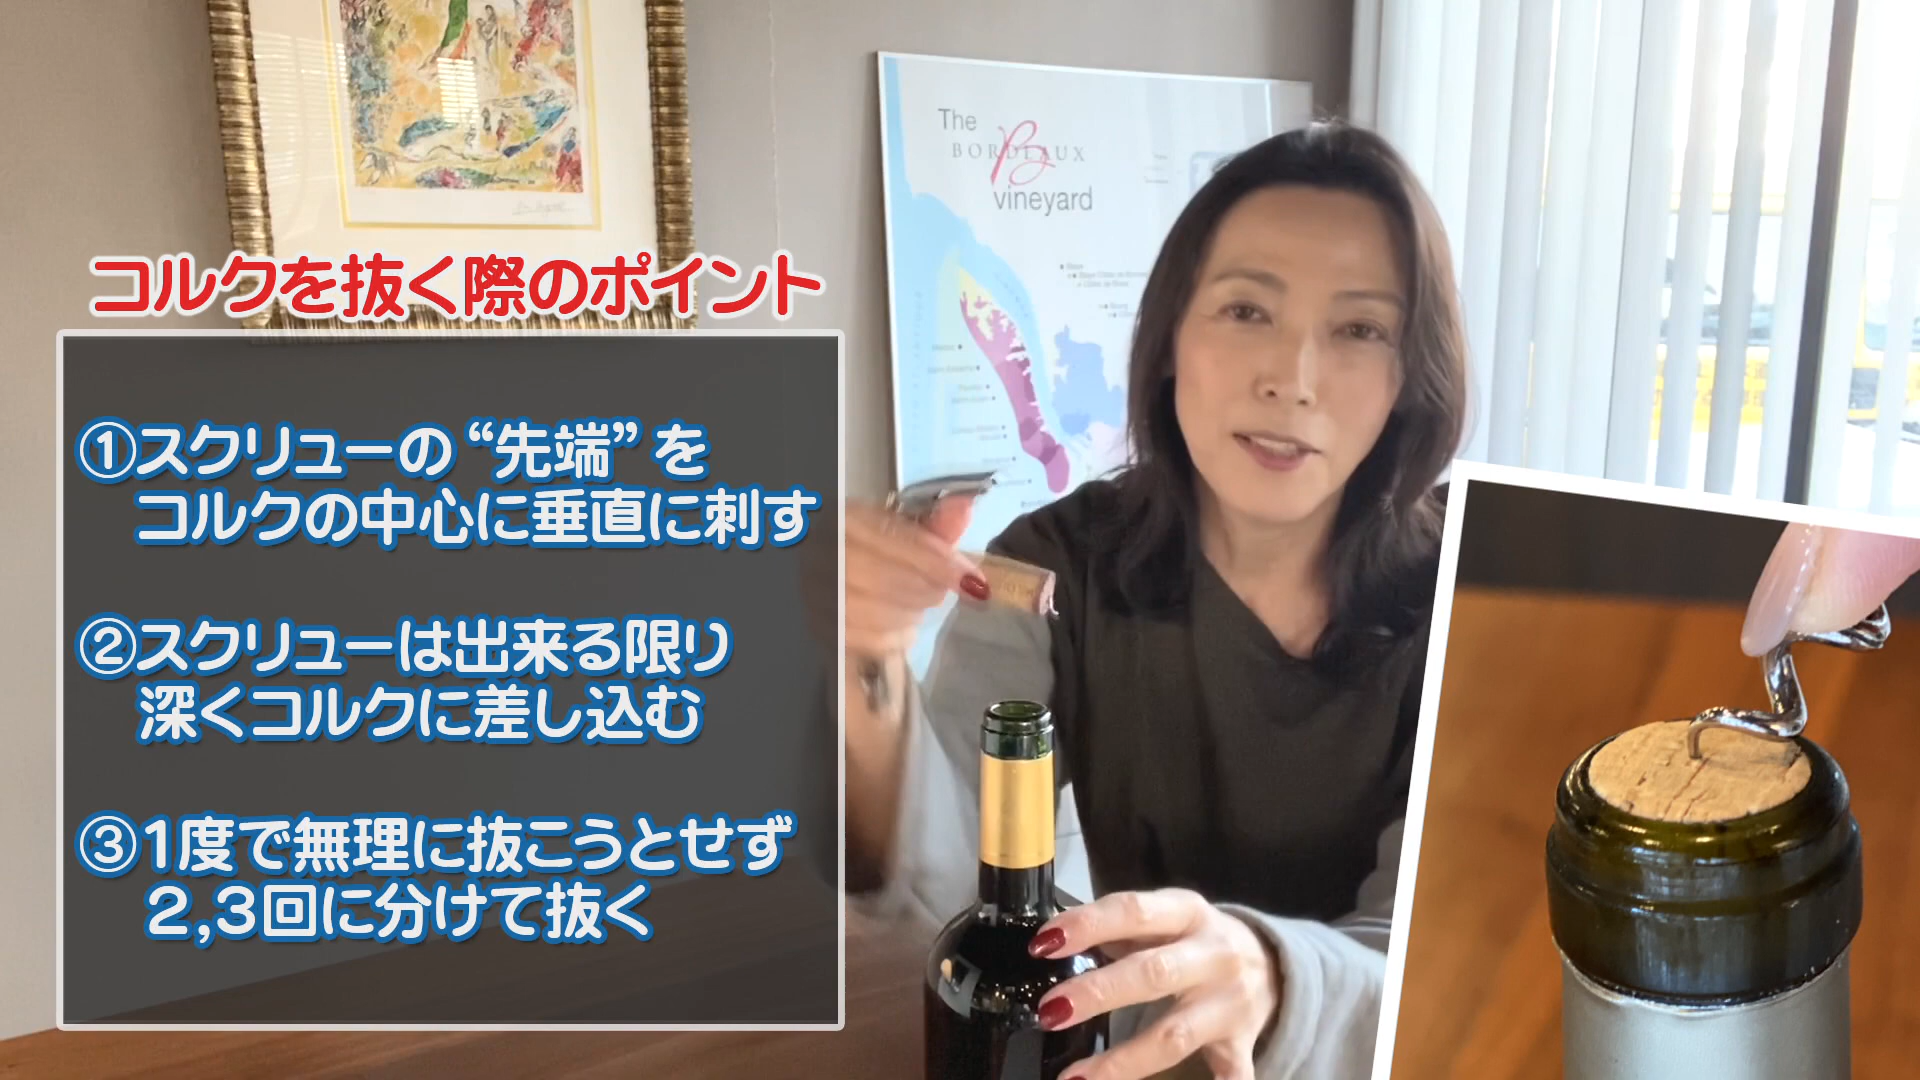 コルクを抜く際のポイント
①スクリューの“先端”を
コルクの中心に垂直に刺す
②スクリューは出来る限り
深くコルクに差し込む
③1度で無理に抜こうとせず
2,3回に分けて抜く
The
BORDEAUX
vineyard